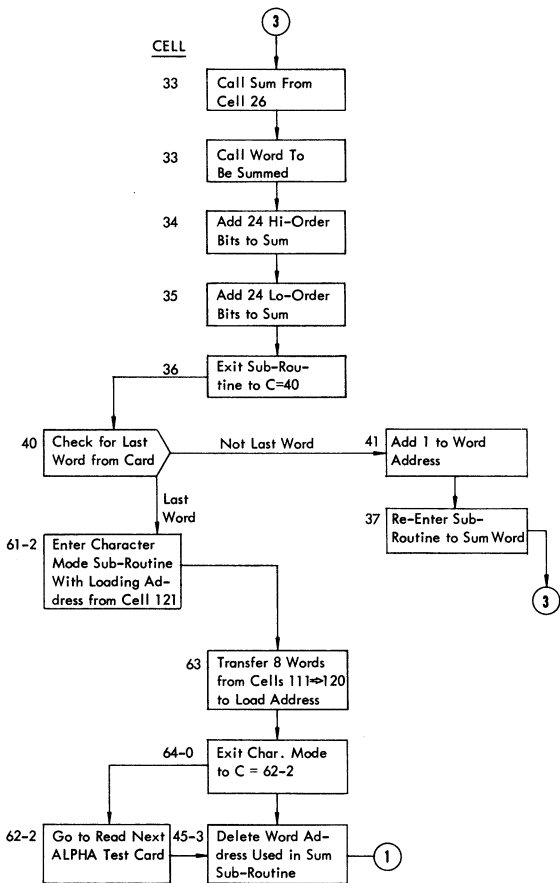 3
CELL
33
Call Sum From
Cell 26
33
Call Word To
Be Summed
34
Add 24 Hi-Order
Bits to Sum
35
Add 24 Lo-Order
Bits to Sum
36
Exit Sub-Rou-
tine to C=40
40
Check for Last
Word from Card
Not Last Word
41
Add 1 to Word
Address
Last
Word
37
Re-Enter Sub-
Routine to Sum Word
3
61-2
Enter Character
Mode Sub-Routine
With Loading Ad-
dress from Cell 121
63
Transfer 8 Words
from Cells 111⇒120
to Load Address
64-0
Exit Char. Mode
to C = 62-2
62-2
Go to Read Next
ALPHA Test Card
45-3
Delete Word Ad-
dress Used in Sum
Sub-Routine
1